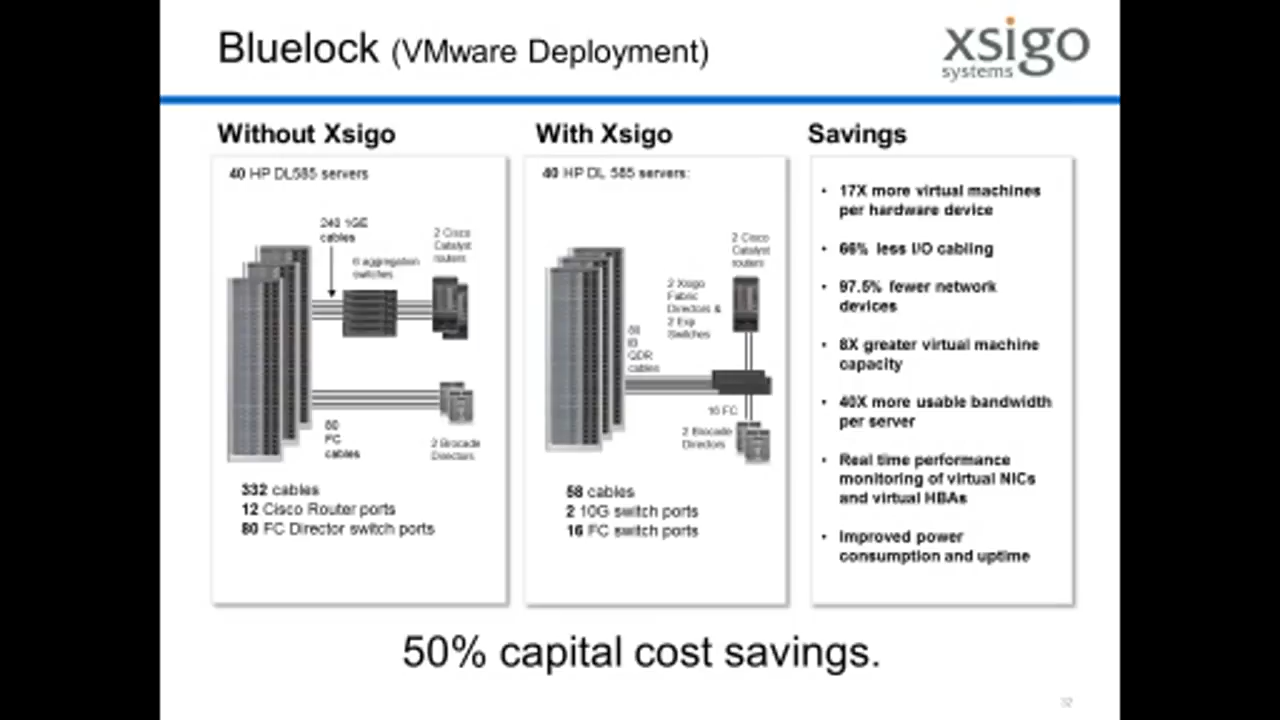 Bluelock (VMware Deployment)
xsigo
systems
Without Xsigo
40 HP DL585 servers
240 1GE
cables
6 aggregation
switches
2 Cisco
Catalyst
routers
80
FC
cables
2 Brocade
Directors
332 cables
12 Cisco Router ports
80 FC Director switch ports
With Xsigo
40 HP DL 585 servers:
2 Cisco
Catalyst
routers
2 Xsigo
Fabric
Directors &
2 Exp
Switches
80
IB
QDR
cables
16 FC
2 Brocade
Directors
58 cables
2 10G switch ports
16 FC switch ports
Savings
• 17X more virtual machines
per hardware device
• 66% less I/O cabling
• 97.5% fewer network
devices
• 8X greater virtual machine
capacity
• 40X more usable bandwidth
per server
• Real time performance
monitoring of virtual NICs
and virtual HBAs
• Improved power
consumption and uptime
50% capital cost savings.
32